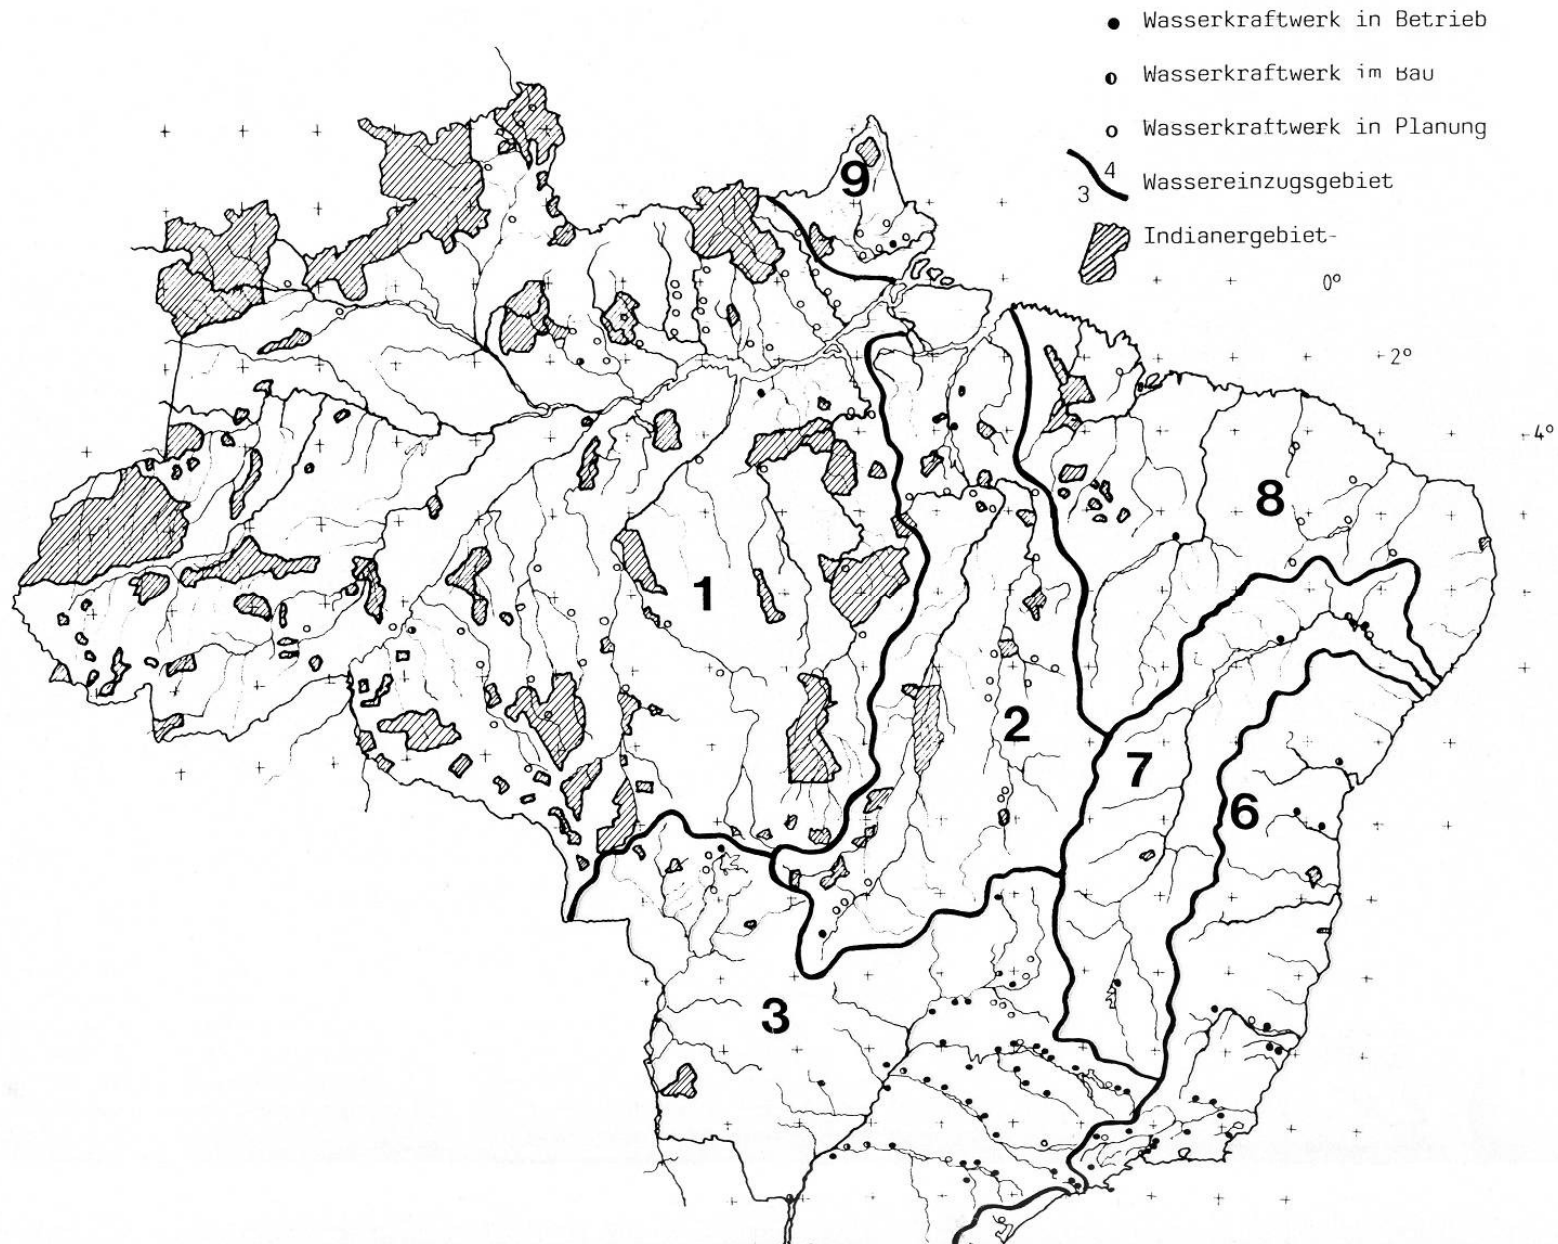 Wasserkraftwerk in Betrieb
Wasserkraftwerk im Bau
Wasserkraftwerk in Planung
3 4 Wassereinzugsgebiet
Indianergebiet
0°
2°
4°
9
8
1
2
7
6
3